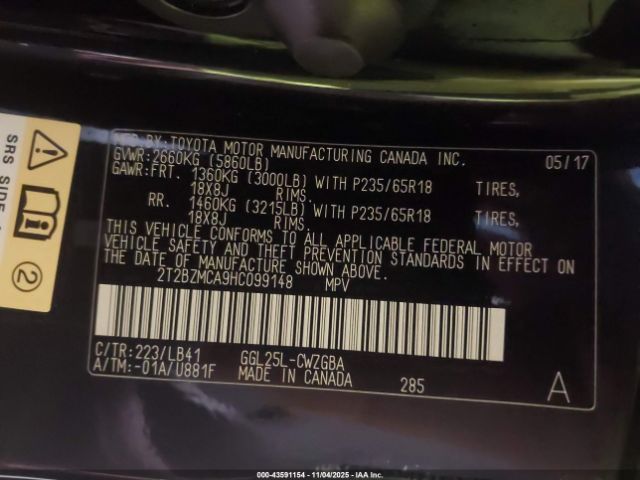 MFD BY:TOYOTA MOTOR MANUFACTURING CANADA INC. 05/17
GVWR:2660KG (5860LB)
GAWR:FRT. 1360KG (3000LB) WITH P235/65R18 TIRES,
18X8J RIMS.
RR. 1460KG (3215LB) WITH P235/65R18 TIRES,
18X8J RIMS.
THIS VEHICLE CONFORMS TO ALL APPLICABLE FEDERAL MOTOR
VEHICLE SAFETY AND THEFT PREVENTION STANDARDS IN EFFECT ON
THE DATE OF MANUFACTURE SHOWN ABOVE.
2T2BZMCA9HC099148 MPV
C/TR:223/LB41 GGL25L-CWZGBA
A/TM:-01A/U881F MADE IN CANADA 285 A
SRS SIDE
2
000-43591154 - 11/04/2025 - IAAI.COM